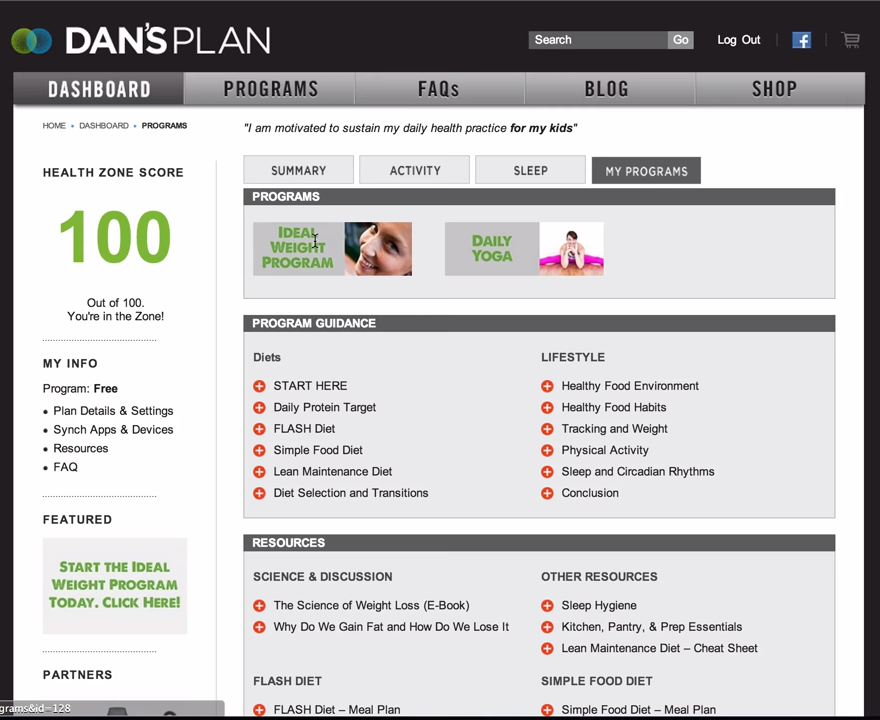 DAN'S PLAN
Search
Go
Log Out
DASHBOARD
PROGRAMS
FAQs
BLOG
SHOP
HOME • DASHBOARD • PROGRAMS
"I am motivated to sustain my daily health practice for my kids"
HEALTH ZONE SCORE
100
Out of 100.
You're in the Zone!
MY INFO
Program: Free
Plan Details & Settings
Synch Apps & Devices
Resources
FAQ
FEATURED
START THE IDEAL
WEIGHT PROGRAM
TODAY. CLICK HERE!
PARTNERS
SUMMARY
ACTIVITY
SLEEP
MY PROGRAMS
PROGRAMS
IDEAL
WEIGHT
PROGRAM
DAILY
YOGA
PROGRAM GUIDANCE
Diets
START HERE
Daily Protein Target
FLASH Diet
Simple Food Diet
Lean Maintenance Diet
Diet Selection and Transitions
LIFESTYLE
Healthy Food Environment
Healthy Food Habits
Tracking and Weight
Physical Activity
Sleep and Circadian Rhythms
Conclusion
RESOURCES
SCIENCE & DISCUSSION
The Science of Weight Loss (E-Book)
Why Do We Gain Fat and How Do We Lose It
OTHER RESOURCES
Sleep Hygiene
Kitchen, Pantry, & Prep Essentials
Lean Maintenance Diet – Cheat Sheet
FLASH DIET
FLASH Diet – Meal Plan
SIMPLE FOOD DIET
Simple Food Diet – Meal Plan
grams&id=128